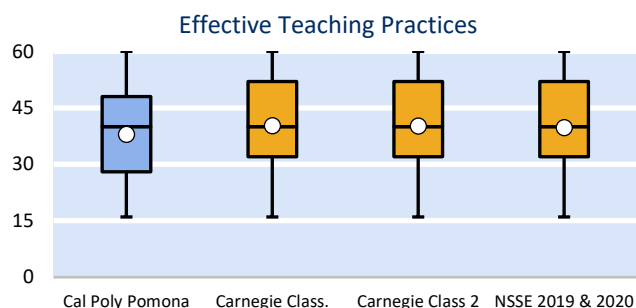 Effective Teaching Practices
60
45
30
15
0
Cal Poly Pomona Carnegie Class. Carnegie Class 2 NSSE 2019 & 2020